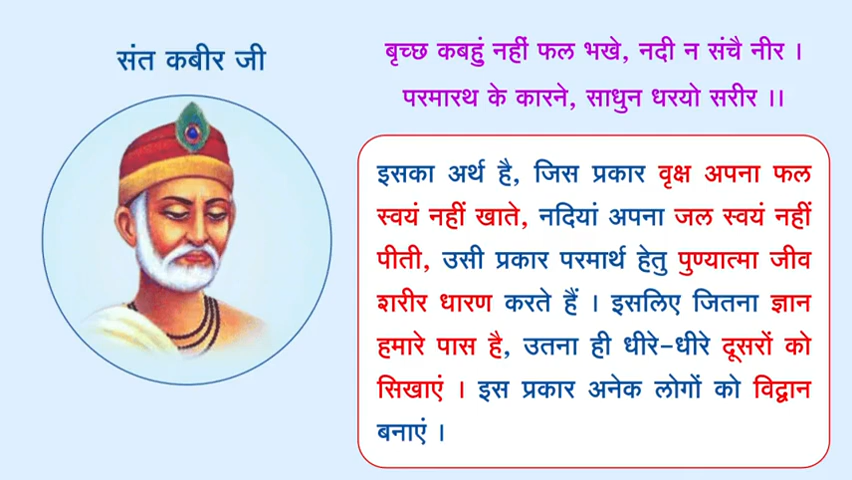 संत कबीर जी
बृच्छ कबहुं नहीं फल भखे, नदी न संचै नीर ।
परमारथ के कारने, साधुन धरयो सरीर ।।
इसका अर्थ है, जिस प्रकार वृक्ष अपना फल
स्वयं नहीं खाते, नदियां अपना जल स्वयं नहीं
पीती, उसी प्रकार परमार्थ हेतु पुण्यात्मा जीव
शरीर धारण करते हैं । इसलिए जितना ज्ञान
हमारे पास है, उतना ही धीरे-धीरे दूसरों को
सिखाएं । इस प्रकार अनेक लोगों को विद्वान
बनाएं ।